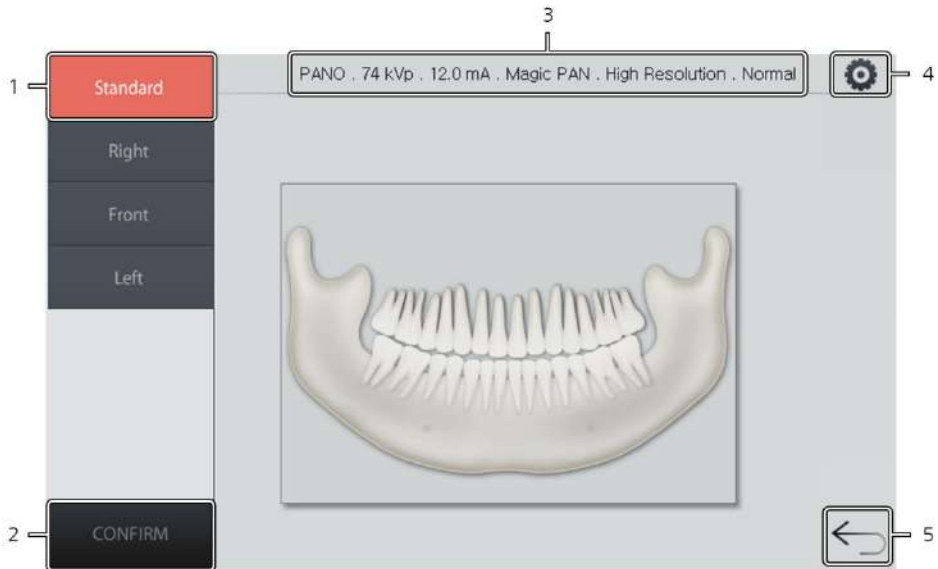 3
1
Standard
PANO . 74 kVp . 12.0 mA . Magic PAN . High Resolution . Normal
4
Right
Front
Left
2
CONFIRM
5